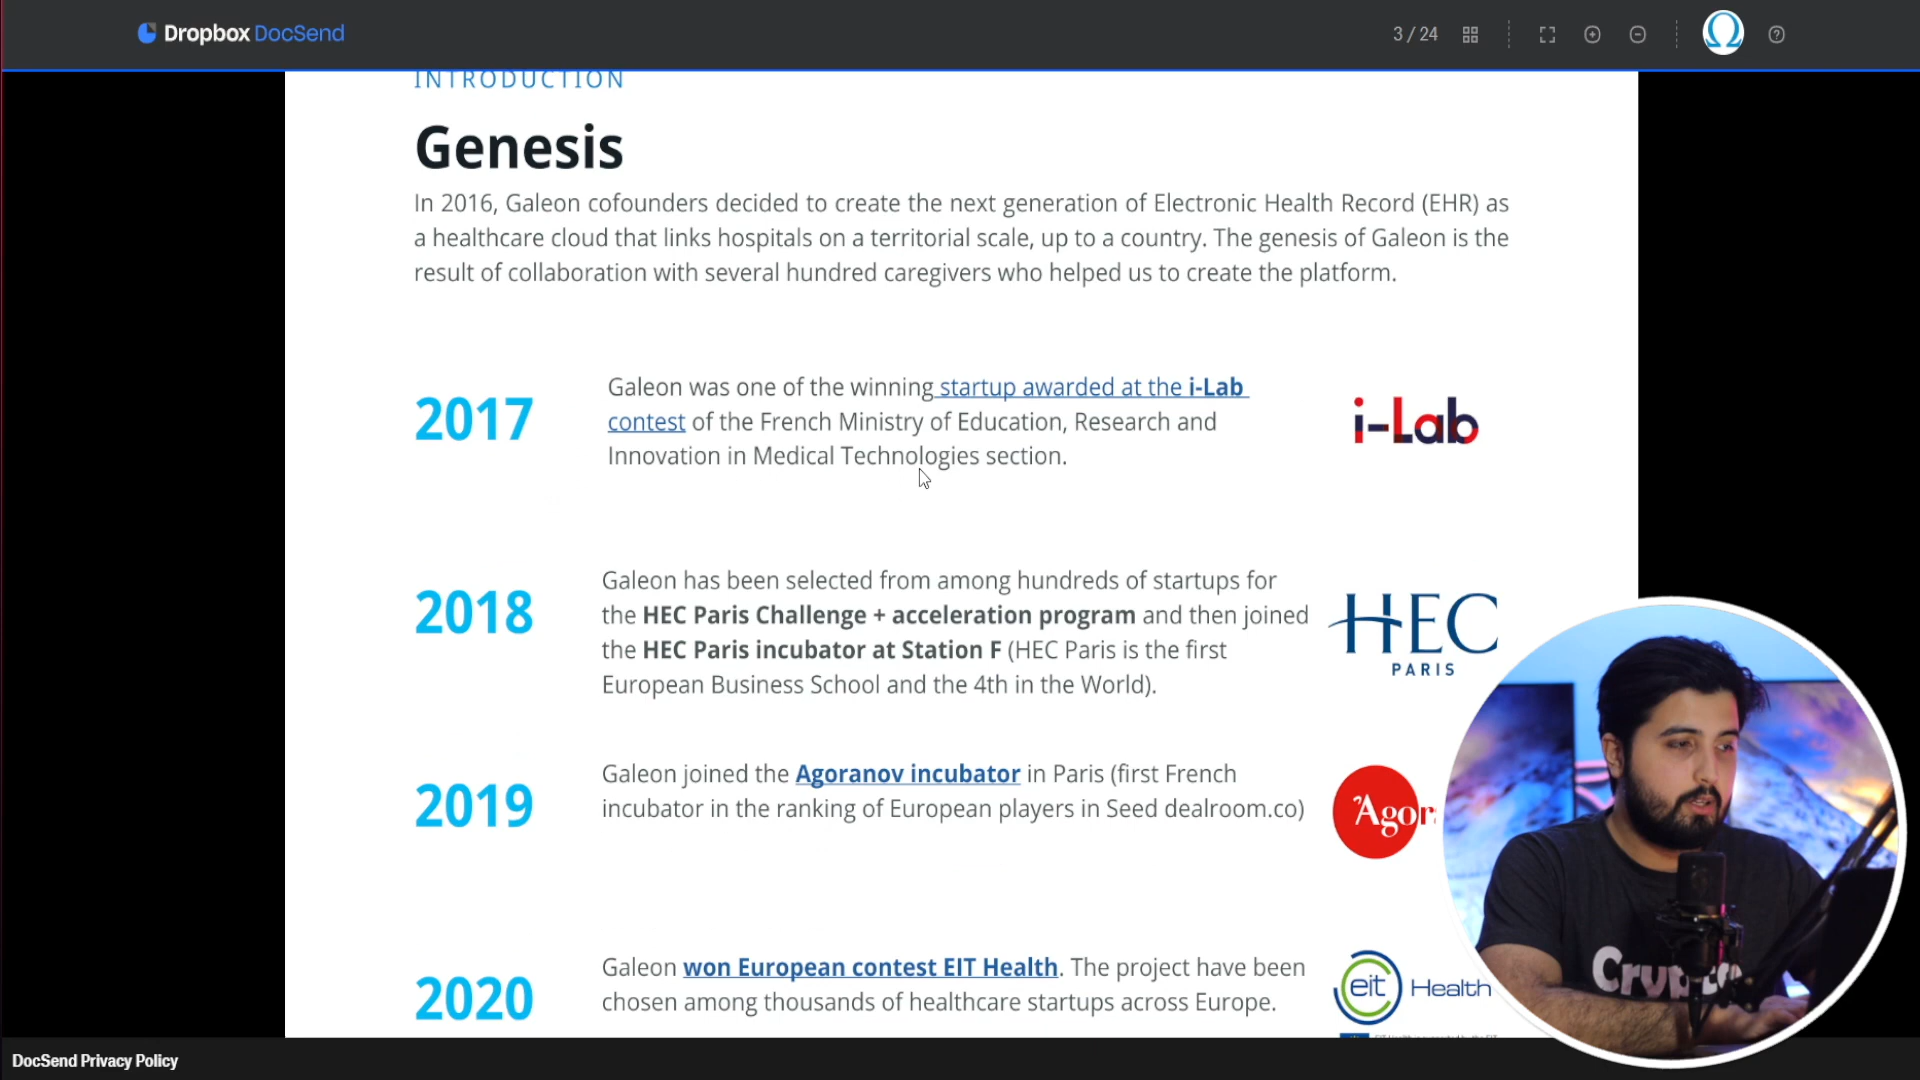 Dropbox DocSend
3 / 24
INTRODUCTION
Genesis
In 2016, Galeon cofounders decided to create the next generation of Electronic Health Record (EHR) as
a healthcare cloud that links hospitals on a territorial scale, up to a country. The genesis of Galeon is the
result of collaboration with several hundred caregivers who helped us to create the platform.
2017
Galeon was one of the winning startup awarded at the i-Lab
contest of the French Ministry of Education, Research and
Innovation in Medical Technologies section.
i-Lab
2018
Galeon has been selected from among hundreds of startups for
the HEC Paris Challenge + acceleration program and then joined
the HEC Paris incubator at Station F (HEC Paris is the first
European Business School and the 4th in the World).
HEC
PARIS
2019
Galeon joined the Agoranov incubator in Paris (first French
incubator in the ranking of European players in Seed dealroom.co)
Agor
2020
Galeon won European contest EIT Health. The project have been
chosen among thousands of healthcare startups across Europe.
eit Health
DocSend Privacy Policy